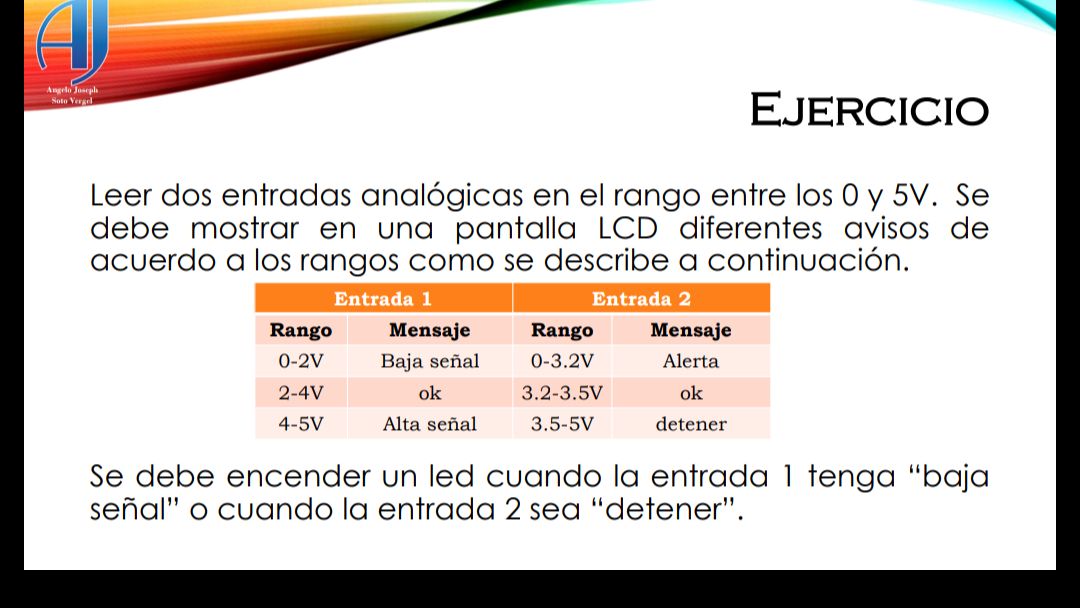 Angelo Joseph
Soto Vergel
EJERCICIO
Leer dos entradas analógicas en el rango entre los 0 y 5V. Se
debe mostrar en una pantalla LCD diferentes avisos de
acuerdo a los rangos como se describe a continuación.
Entrada 1 Entrada 2
Rango Mensaje Rango Mensaje
0-2V Baja señal 0-3.2V Alerta
2-4V ok 3.2-3.5V ok
4-5V Alta señal 3.5-5V detener
Se debe encender un led cuando la entrada 1 tenga “baja
señal” o cuando la entrada 2 sea “detener”.